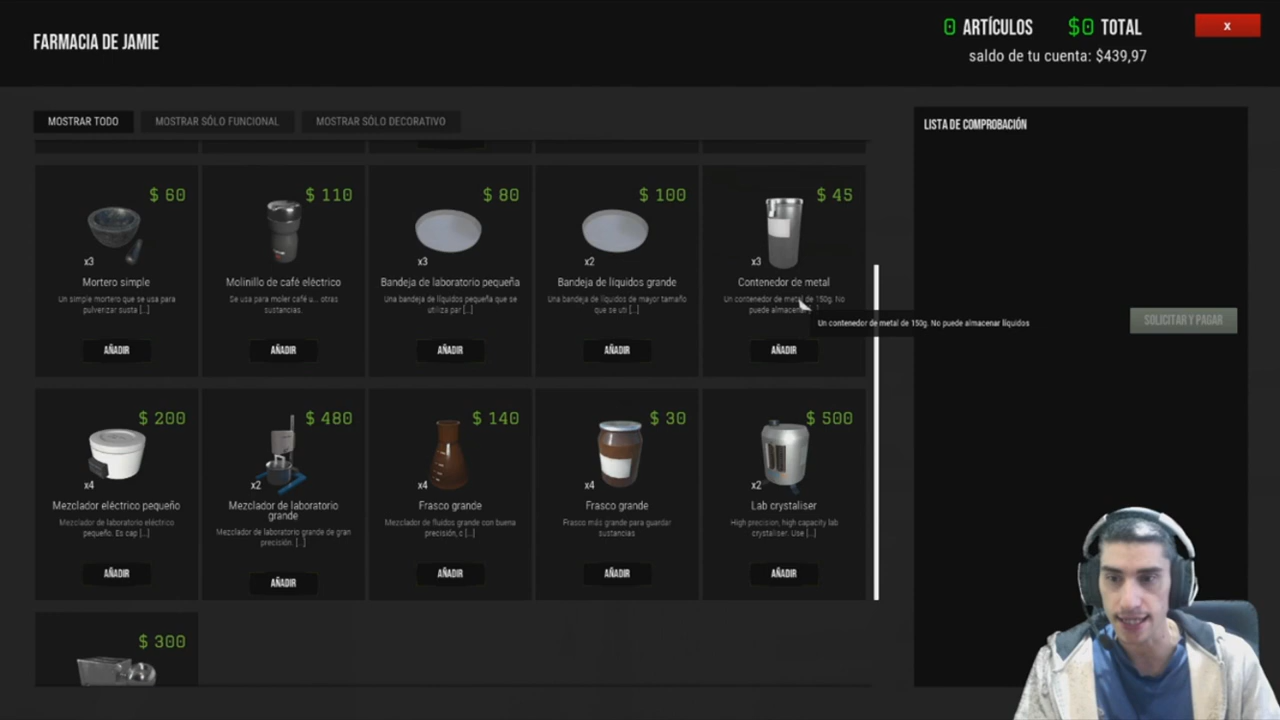 FARMACIA DE JAMIE
0 ARTÍCULOS $0 TOTAL
X
saldo de tu cuenta: $439,97
MOSTRAR TODO
MOSTRAR SÓLO FUNCIONAL
MOSTRAR SÓLO DECORATIVO
LISTA DE COMPROBACIÓN
$ 60
x3
Mortero simple
Un simple mortero que se usa para
pulverizar susta [...]
AÑADIR
$ 110
Molinillo de café eléctrico
Se usa para moler café u... otras
sustancias.
AÑADIR
$ 80
x3
Bandeja de laboratorio pequeña
Una bandeja de líquidos pequeña que se
utiliza par [...]
AÑADIR
$ 100
x2
Bandeja de líquidos grande
Una bandeja de líquidos de mayor tamaño
que se uti [...]
AÑADIR
$ 45
x3
Contenedor de metal
Un contenedor de metal de 150g. No
puede almacenar
Un contenedor de metal de 150g. No puede almacenar líquidos
AÑADIR
SOLICITAR Y PAGAR
$ 200
x4
Mezclador eléctrico pequeño
Mezclador de laboratorio eléctrico
pequeño. Es cap [...]
AÑADIR
$ 480
x2
Mezclador de laboratorio
grande
Mezclador de laboratorio grande de gran
precisión. [...]
AÑADIR
$ 140
x4
Frasco grande
Mezclador de fluidos grande con buena
precisión, c [...]
AÑADIR
$ 30
x4
Frasco grande
Frasco más grande para guardar
sustancias
AÑADIR
$ 500
x2
Lab crystaliser
High precision, high capacity lab
crystaliser. Use [...]
AÑADIR
$ 300